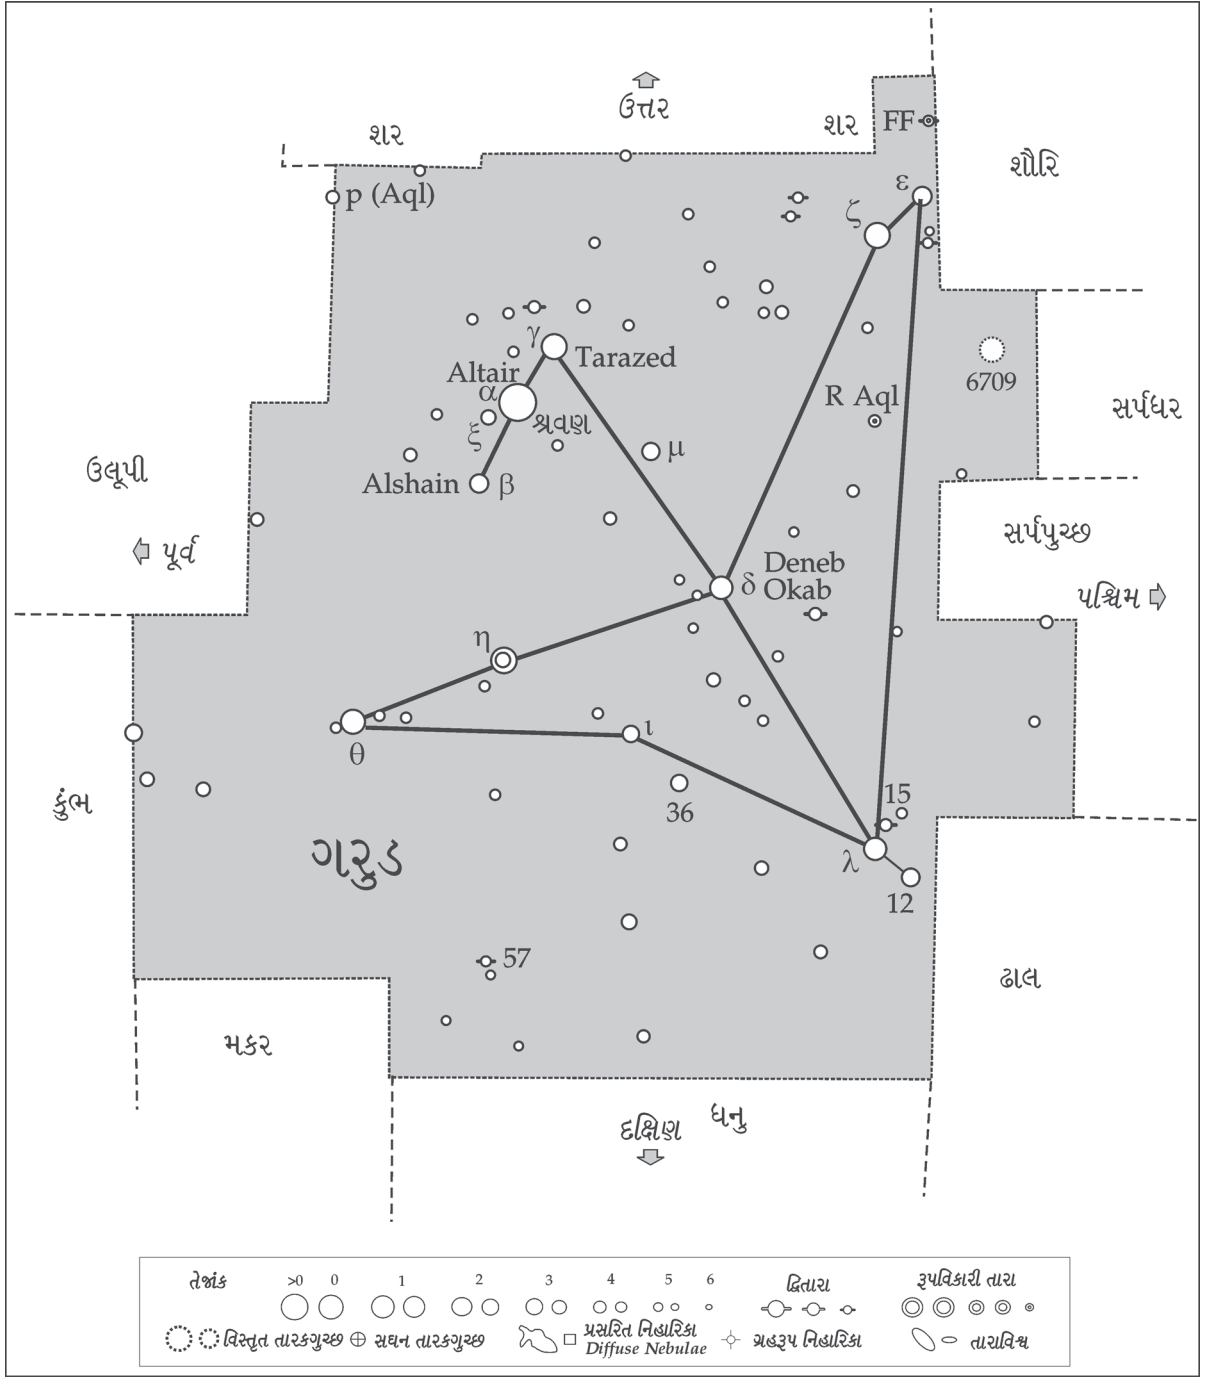 ઉત્તર
શર
શર
FF
શૌરિ
p (Aql)
ε
ζ
γ
Tarazed
Altair
α
6709
R Aql
શ્રવણ
ξ
સર્પધર
μ
ઉલૂપી
Alshain
β
પૂર્વ
સર્પપુચ્છ
δ
Deneb
Okab
પશ્ચિમ
η
θ
ι
36
15
કુંભ
ગરુડ
λ
12
57
ઢાલ
મકર
ધનુ
દક્ષિણ
તેજાંક >0 0 1 2 3 4 5 6 દ્વિતારા રૂપવિકારી તારા
વિસ્તૃત તારકગુચ્છ સઘન તારકગુચ્છ પ્રસરિત નિહારિકા ગ્રહરૂપ નિહારિકા તારાવિશ્વ
Diffuse Nebulae